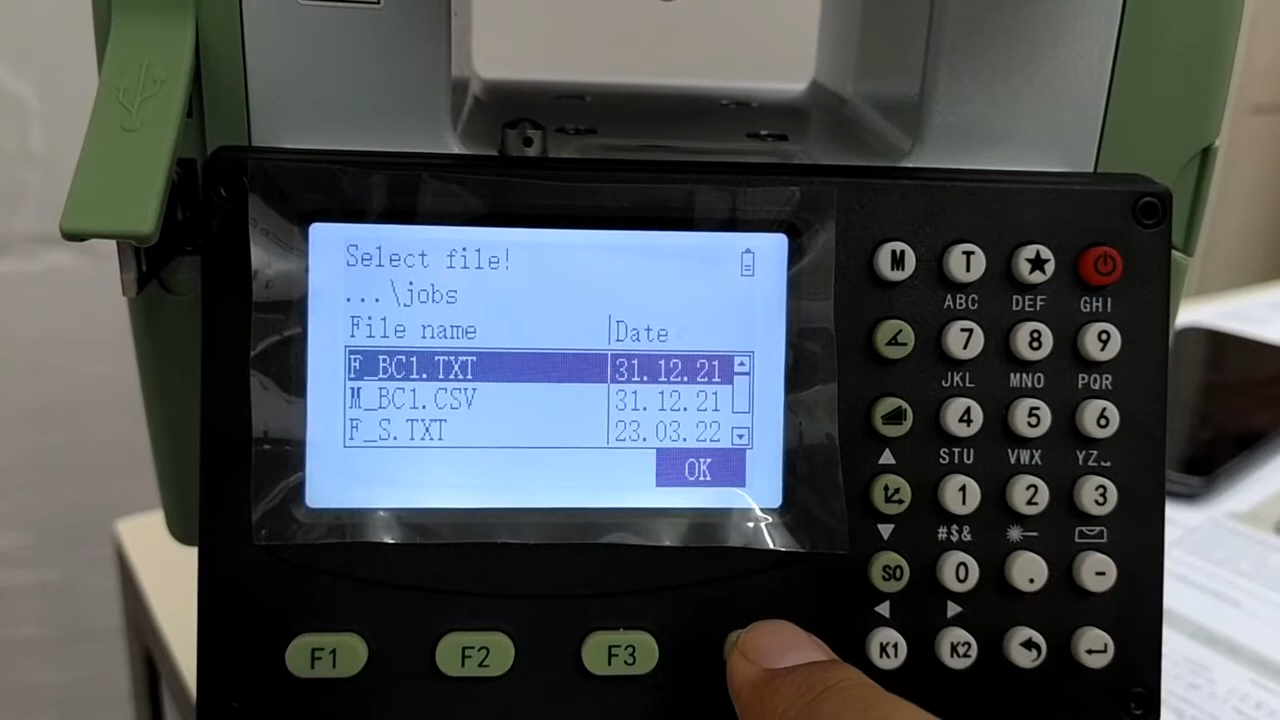 Select file!
...\jobs
File name Date
F_BC1.TXT 31.12.21
M_BC1.CSV 31.12.21
F_S.TXT 23.03.22
OK
M T ★
ABC DEF GHI
7 8 9
JKL MNO PQR
4 5 6
STU VWX YZ␣
1 2 3
#$&
SO 0 . -
F1 F2 F3 K1 K2